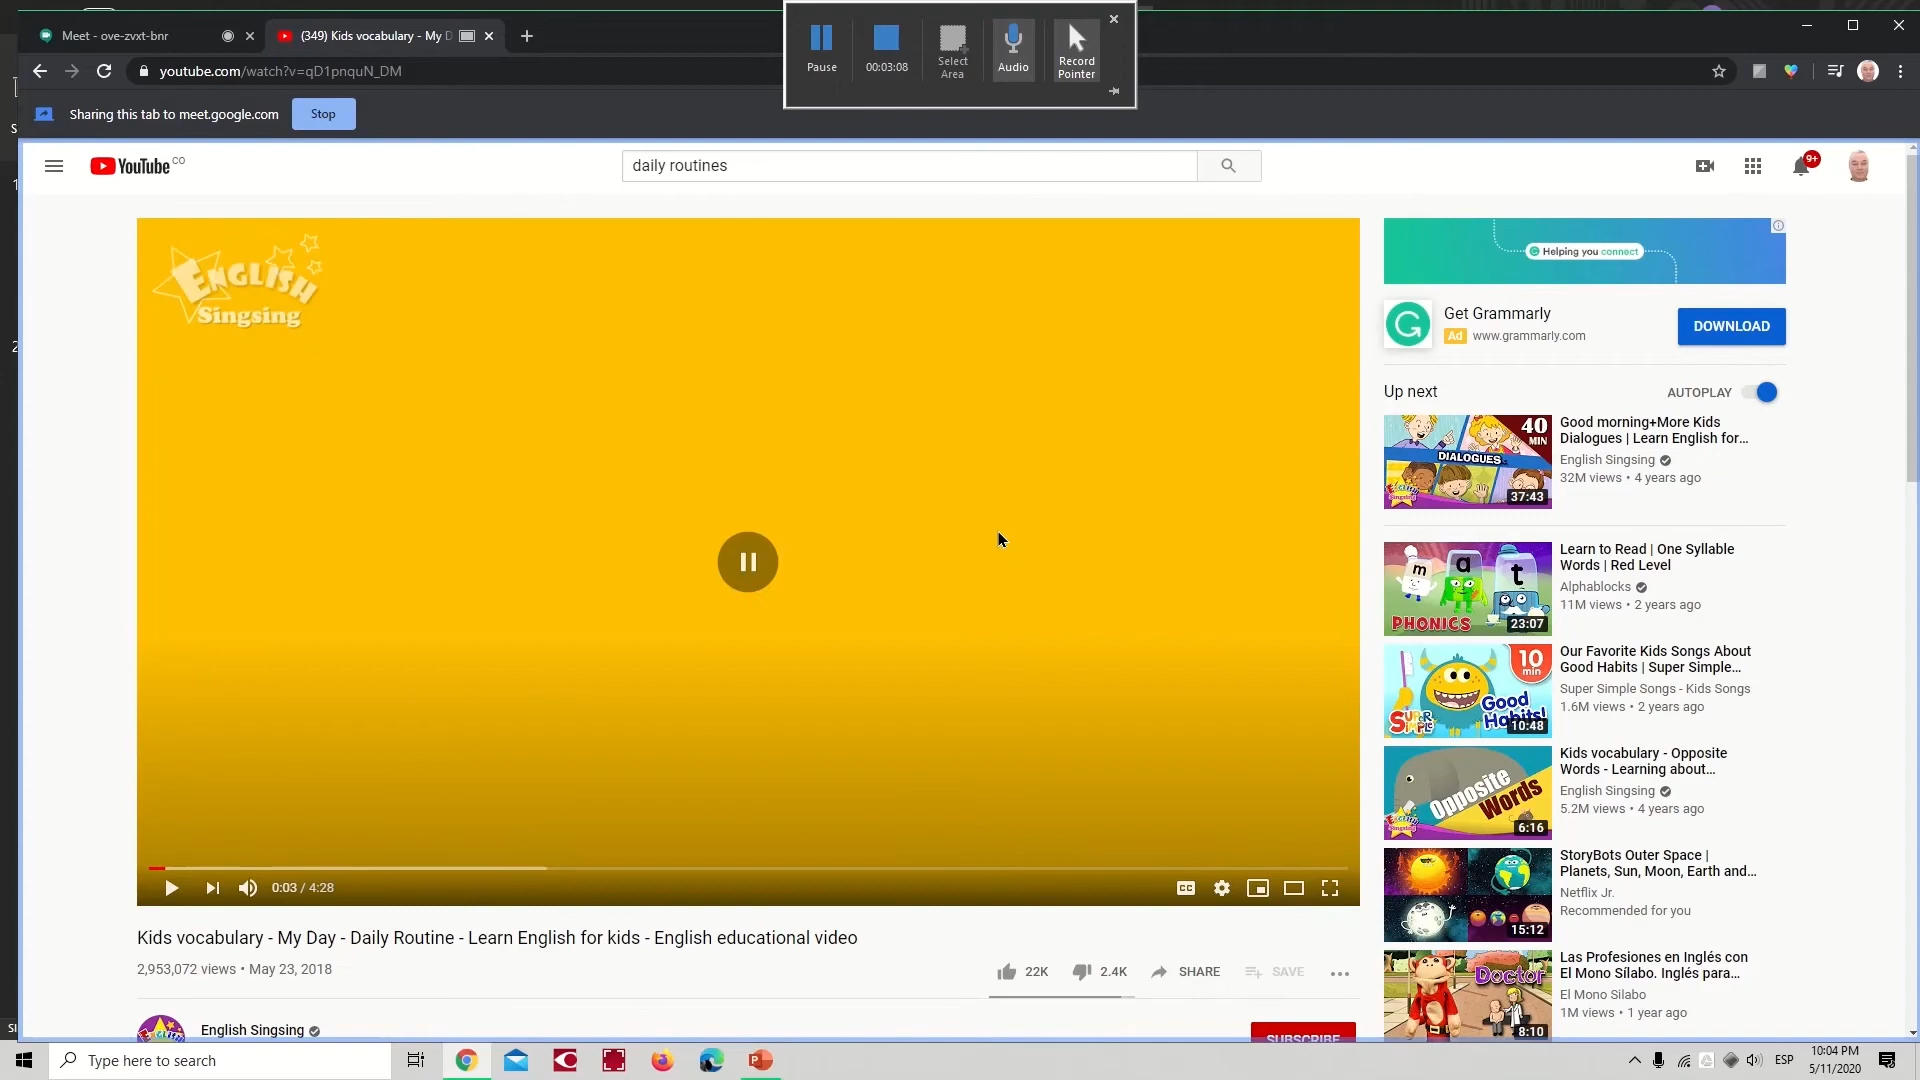 Meet - ove-zvxt-bnr
(349) Kids vocabulary - My D
youtube.com/watch?v=qD1pnquN_DM
Sharing this tab to meet.google.com
Stop
Pause
00:03:08
Select
Area
Audio
Record
Pointer
YouTube CO
daily routines
9+
ENGLISH
Singsing
0:03 / 4:28
CC
Kids vocabulary - My Day - Daily Routine - Learn English for kids - English educational video
2,953,072 views • May 23, 2018
22K
2.4K
SHARE
SAVE
English Singsing
SUBSCRIBE
Helping you connect
Get Grammarly
Ad www.grammarly.com
DOWNLOAD
Up next
AUTOPLAY
40
MIN
DIALOGUES
37:43
Good morning+More Kids
Dialogues | Learn English for...
English Singsing
32M views • 4 years ago
m a t
PHONICS
23:07
Learn to Read | One Syllable
Words | Red Level
Alphablocks
11M views • 2 years ago
10
min
Good
Habits!
SUPER
SIMPLE
10:48
Our Favorite Kids Songs About
Good Habits | Super Simple...
Super Simple Songs - Kids Songs
1.6M views • 2 years ago
Opposite
Words
6:16
Kids vocabulary - Opposite
Words - Learning about...
English Singsing
5.2M views • 4 years ago
15:12
StoryBots Outer Space |
Planets, Sun, Moon, Earth and...
Netflix Jr.
Recommended for you
Doctor
8:10
Las Profesiones en Inglés con
El Mono Sílabo. Inglés para...
El Mono Silabo
1M views • 1 year ago
Type here to search
ESP
10:04 PM
5/11/2020